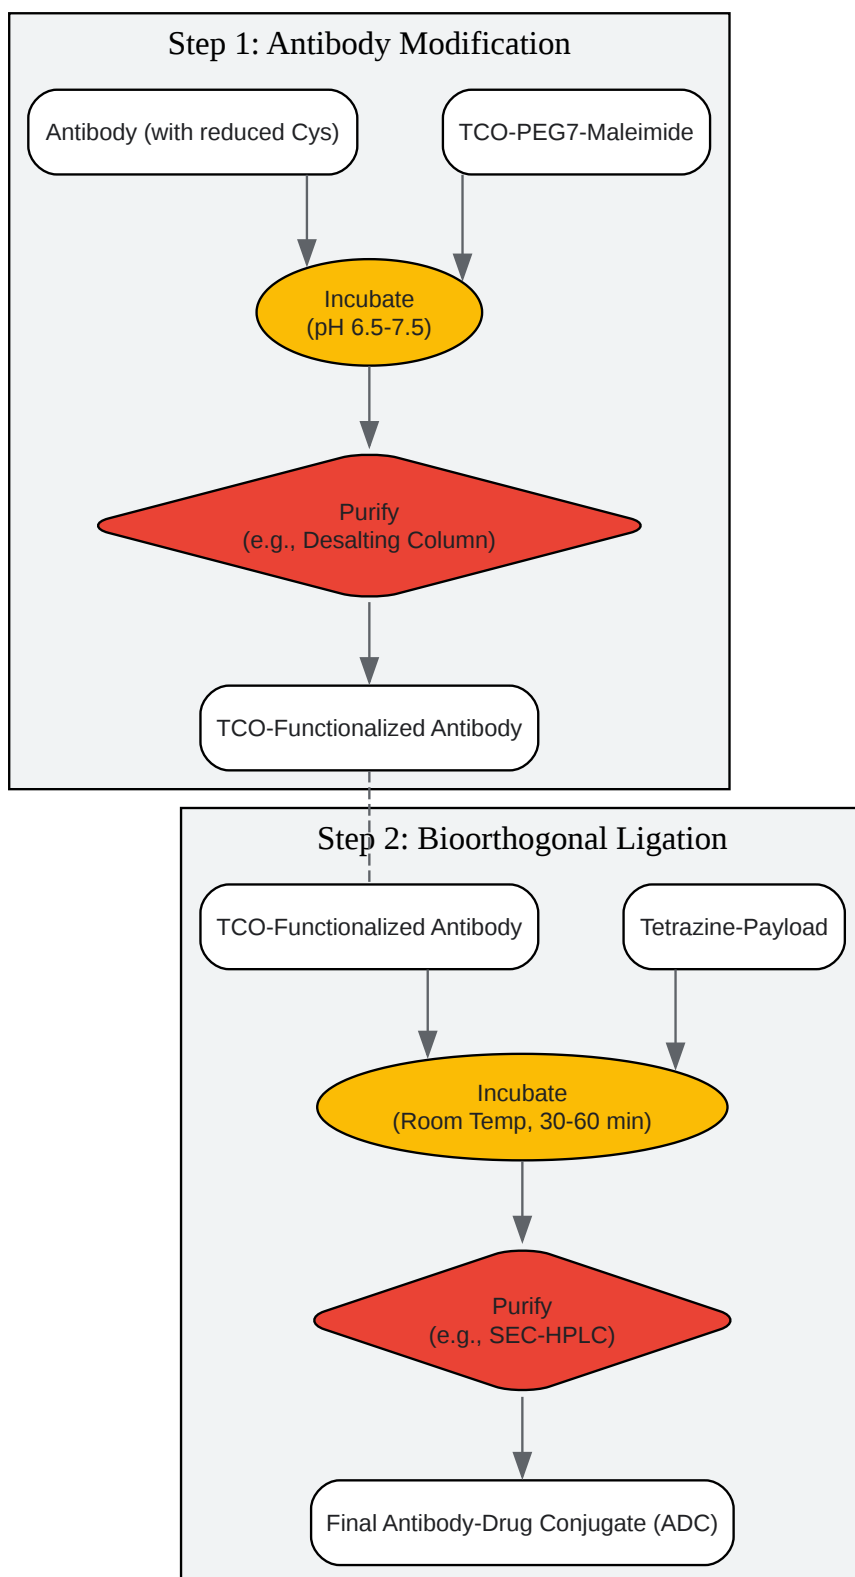 Step 1: Antibody Modification
Antibody (with reduced Cys)
TCO-PEG7-Maleimide
Incubate
(pH 6.5-7.5)
Purify
(e.g., Desalting Column)
TCO-Functionalized Antibody
Step 2: Bioorthogonal Ligation
TCO-Functionalized Antibody
Tetrazine-Payload
Incubate
(Room Temp, 30-60 min)
Purify
(e.g., SEC-HPLC)
Final Antibody-Drug Conjugate (ADC)